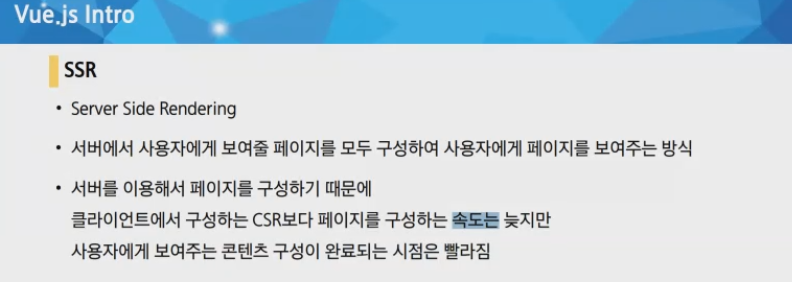 Vue.js Intro
SSR
• Server Side Rendering
• 서버에서 사용자에게 보여줄 페이지를 모두 구성하여 사용자에게 페이지를 보여주는 방식
• 서버를 이용해서 페이지를 구성하기 때문에
클라이언트에서 구성하는 CSR보다 페이지를 구성하는 속도는 늦지만
사용자에게 보여주는 콘텐츠 구성이 완료되는 시점은 빨라짐